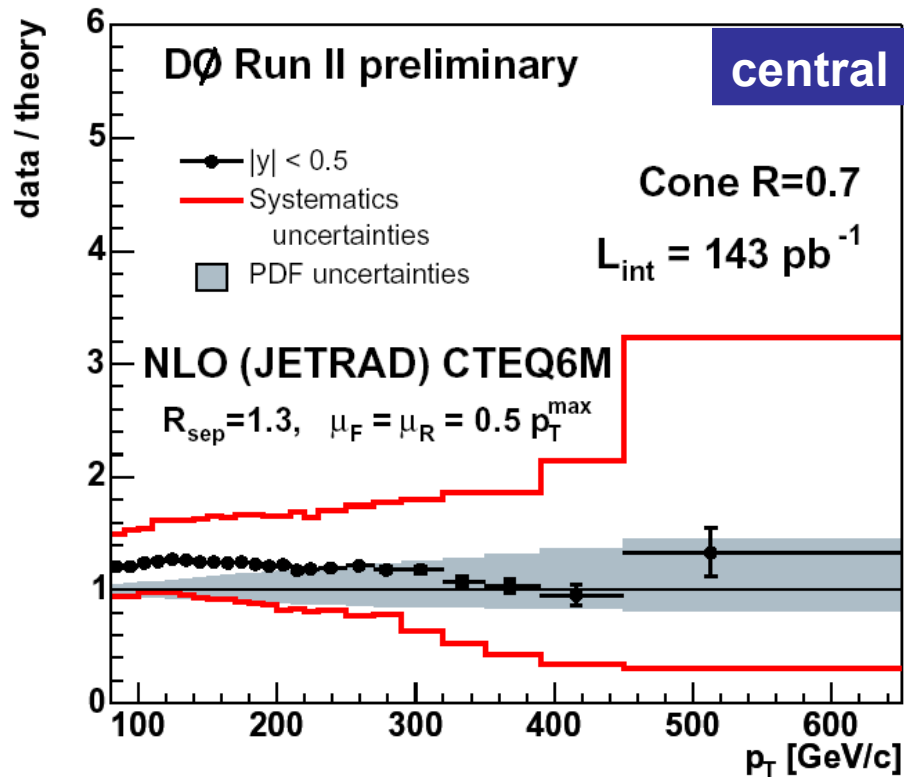 DØ Run II preliminary
central
data / theory
|y| < 0.5
Systematics
uncertainties
PDF uncertainties
Cone R=0.7
L_int = 143 pb^-1
NLO (JETRAD) CTEQ6M
R_sep=1.3, μ_F = μ_R = 0.5 p_T^max
6
5
4
3
2
1
0
100 200 300 400 500 600
p_T [GeV/c]